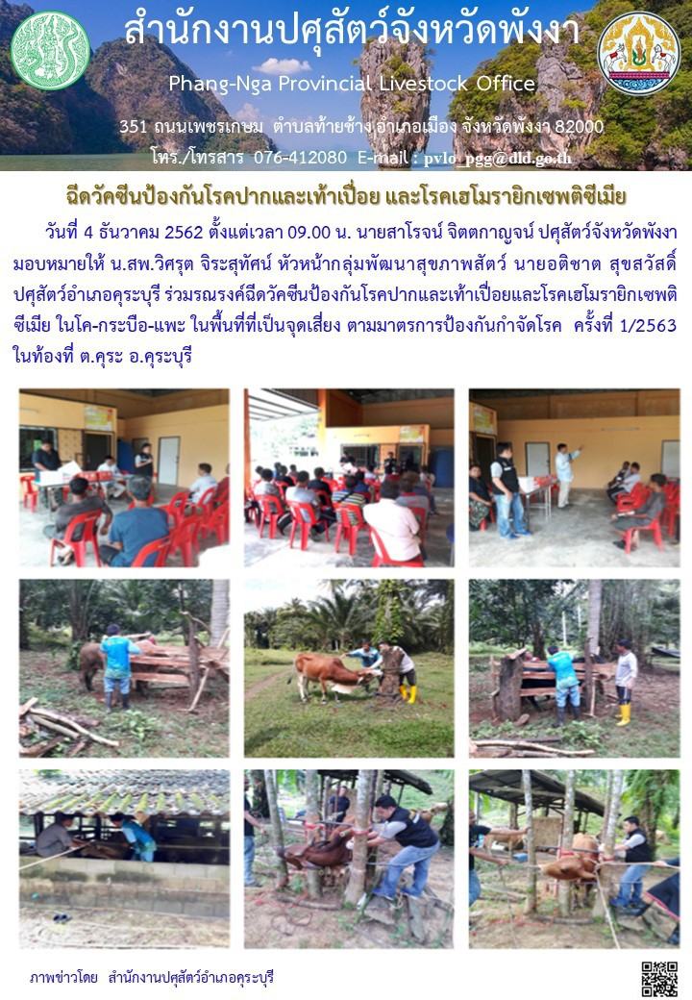 สำนักงานปศุสัตว์จังหวัดพังงา
Phang-Nga Provincial Livestock Office
351 ถนนเพชรเกษม ตำบลท้ายช้าง อำเภอเมือง จังหวัดพังงา 82000
โทร./โทรสาร 076-412080 E-mail : pvlo_pgg@dld.go.th
ฉีดวัคซีนป้องกันโรคปากและเท้าเปื่อย และโรคเฮโมรายิกเซพติซีเมีย
วันที่ 4 ธันวาคม 2562 ตั้งแต่เวลา 09.00 น. นายสาโรจน์ จิตตกาญจน์ ปศุสัตว์จังหวัดพังงา
มอบหมายให้ น.สพ.วิศรุต จิระสุทัศน์ หัวหน้ากลุ่มพัฒนาสุขภาพสัตว์ นายอติชาต สุขสวัสดิ์
ปศุสัตว์อำเภอคุระบุรี ร่วมรณรงค์ฉีดวัคซีนป้องกันโรคปากและเท้าเปื่อยและโรคเฮโมรายิกเซพติ
ซีเมีย ในโค-กระบือ-แพะ ในพื้นที่ที่เป็นจุดเสี่ยง ตามมาตรการป้องกันกำจัดโรค ครั้งที่ 1/2563
ในท้องที่ ต.คุระ อ.คุระบุรี
ภาพข่าวโดย สำนักงานปศุสัตว์อำเภอคุระบุรี